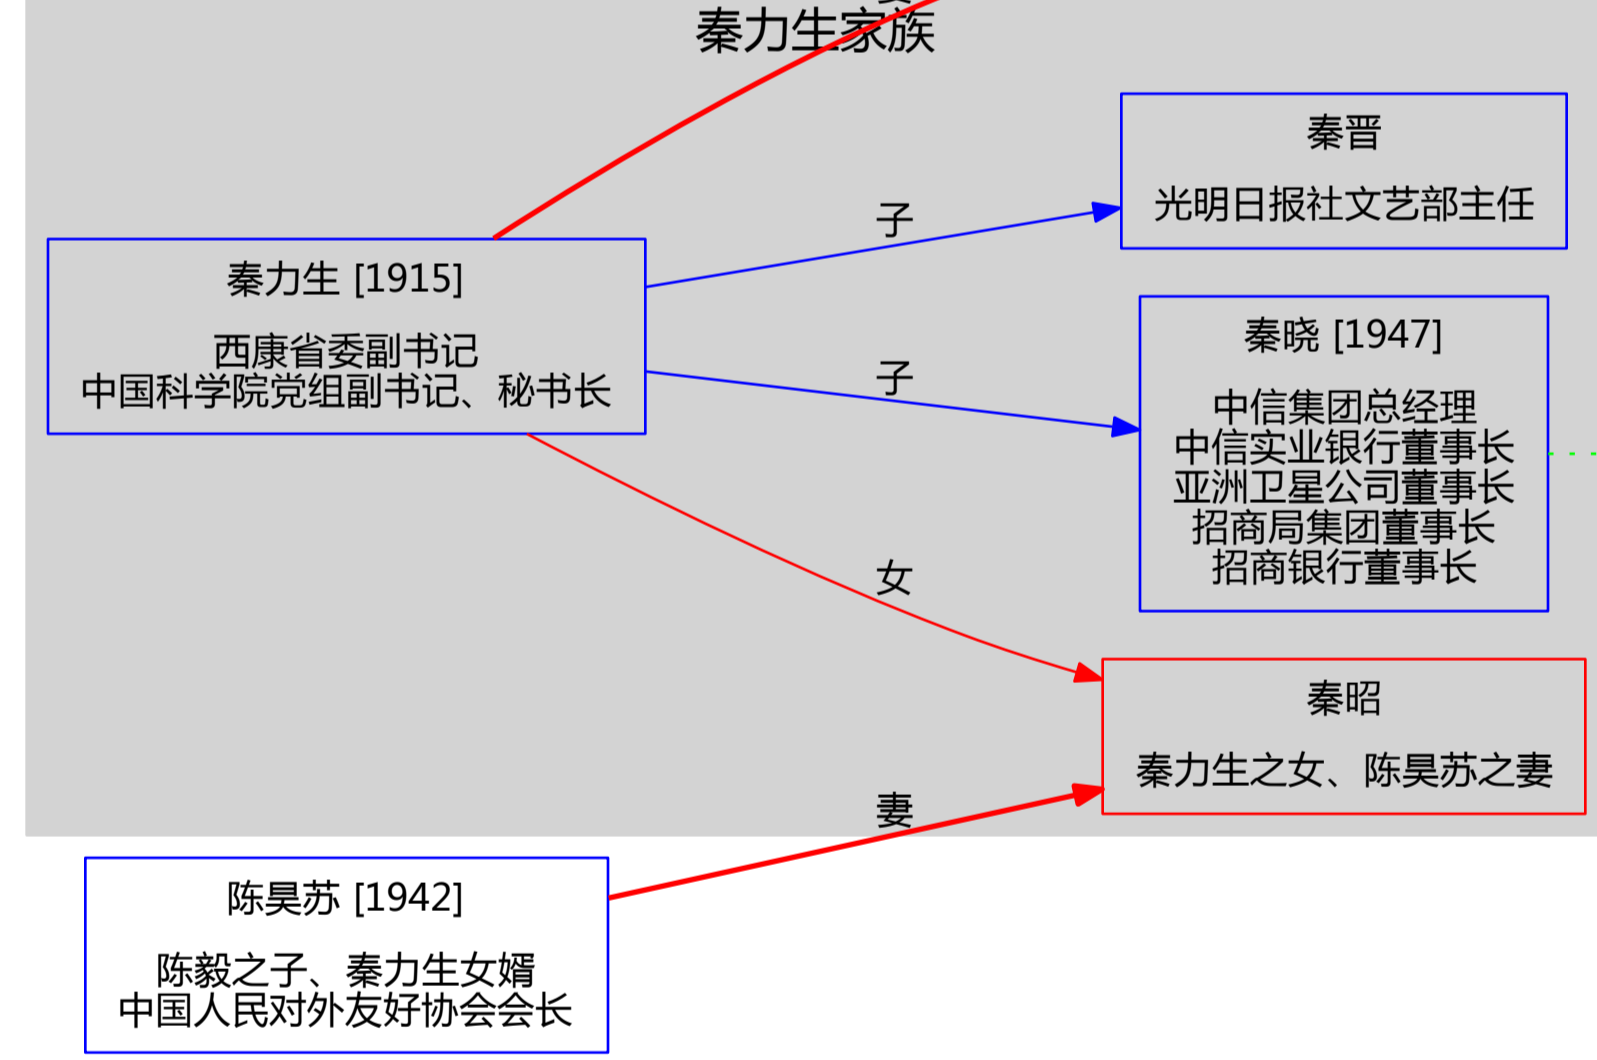 秦力生家族
秦晋
光明日报社文艺部主任
子
秦力生 [1915]
西康省委副书记
中国科学院党组副书记、秘书长
子
秦晓 [1947]
中信集团总经理
中信实业银行董事长
亚洲卫星公司董事长
招商局集团董事长
招商银行董事长
女
秦昭
秦力生之女、陈昊苏之妻
妻
陈昊苏 [1942]
陈毅之子、秦力生女婿
中国人民对外友好协会会长